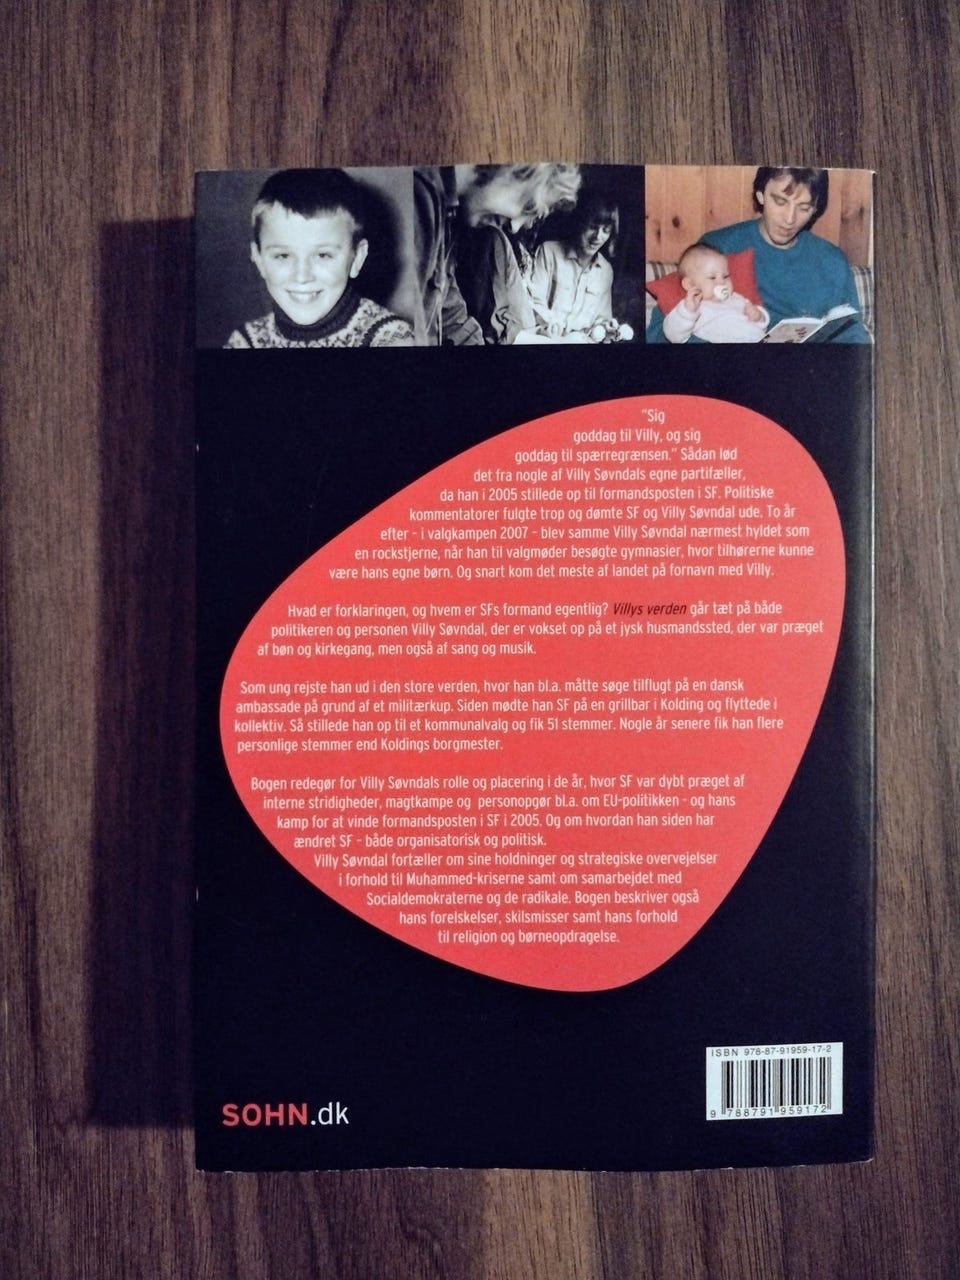 "Sig
goddag til Villy, og sig
goddag til spærregrænsen." Sådan lød
det fra nogle af Villy Søvndals egne partifæller,
da han i 2005 stillede op til formandsposten i SF. Politiske
kommentatorer fulgte trop og dømte SF og Villy Søvndal ude. To år
efter - i valgkampen 2007 - blev samme Villy Søvndal nærmest hyldet som
en rockstjerne, når han til valgmøder besøgte gymnasier, hvor tilhørerne kunne
være hans egne børn. Og snart kom det meste af landet på fornavn med Villy.
Hvad er forklaringen, og hvem er SFs formand egentlig? Villys verden går tæt på både
politikeren og personen Villy Søvndal, der er vokset op på et jysk husmandssted, der var præget
af bøn og kirkegang, men også af sang og musik.
Som ung rejste han ud i den store verden, hvor han bl.a. måtte søge tilflugt på en dansk
ambassade på grund af et militærkup. Siden mødte han SF på en grillbar i Kolding og flyttede i
kollektiv. Så stillede han op til et kommunalvalg og fik 51 stemmer. Nogle år senere fik han flere
personlige stemmer end Koldings borgmester.
Bogen redegør for Villy Søvndals rolle og placering i de år, hvor SF var dybt præget af
interne stridigheder, magtkampe og personopgør bl.a. om EU-politikken - og hans
kamp for at vinde formandsposten i SF i 2005. Og om hvordan han siden har
ændret SF - både organisatorisk og politisk.
Villy Søvndal fortæller om sine holdninger og strategiske overvejelser
i forhold til Muhammed-kriserne samt om samarbejdet med
Socialdemokraterne og de radikale. Bogen beskriver også
hans forelskelser, skilsmisser samt hans forhold
til religion og børneopdragelse.
ISBN 978-87-91959-17-2
9 788791 959172
SOHN.dk